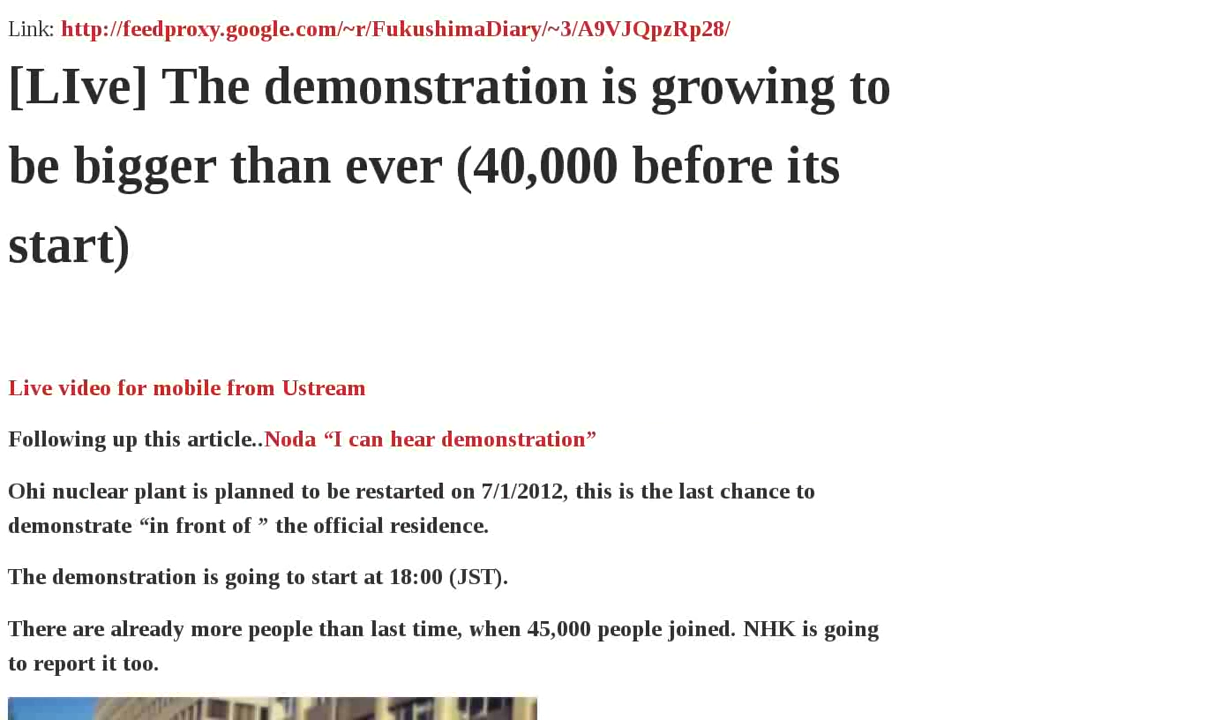 Link: http://feedproxy.google.com/~r/FukushimaDiary/~3/A9VJQpzRp28/
[LIve] The demonstration is growing to
be bigger than ever (40,000 before its
start)
Live video for mobile from Ustream
Following up this article..Noda “I can hear demonstration”
Ohi nuclear plant is planned to be restarted on 7/1/2012, this is the last chance to
demonstrate “in front of ” the official residence.
The demonstration is going to start at 18:00 (JST).
There are already more people than last time, when 45,000 people joined. NHK is going
to report it too.